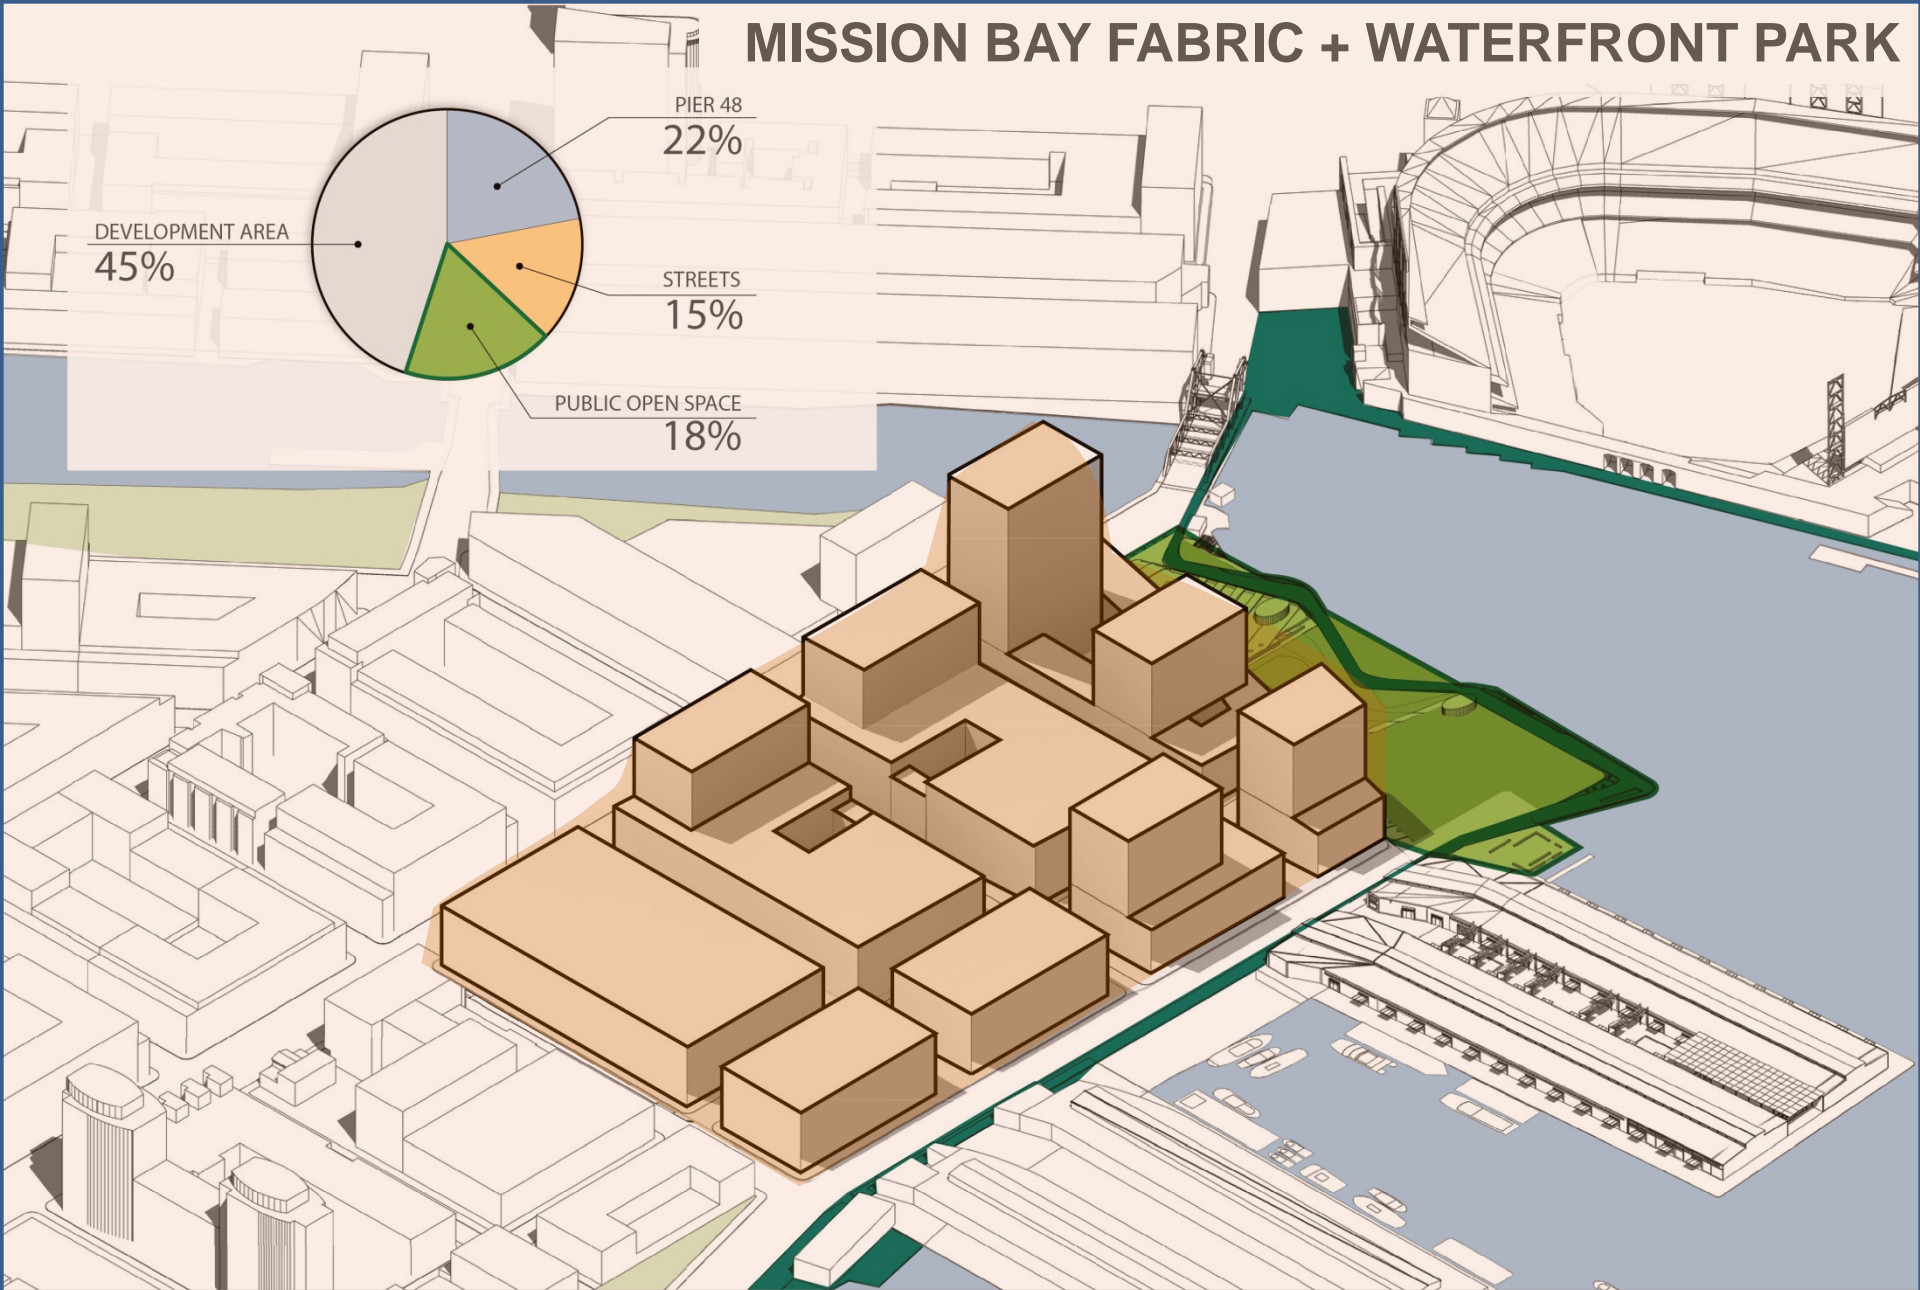 MISSION BAY FABRIC + WATERFRONT PARK
PIER 48
22%
DEVELOPMENT AREA
45%
STREETS
15%
PUBLIC OPEN SPACE
18%